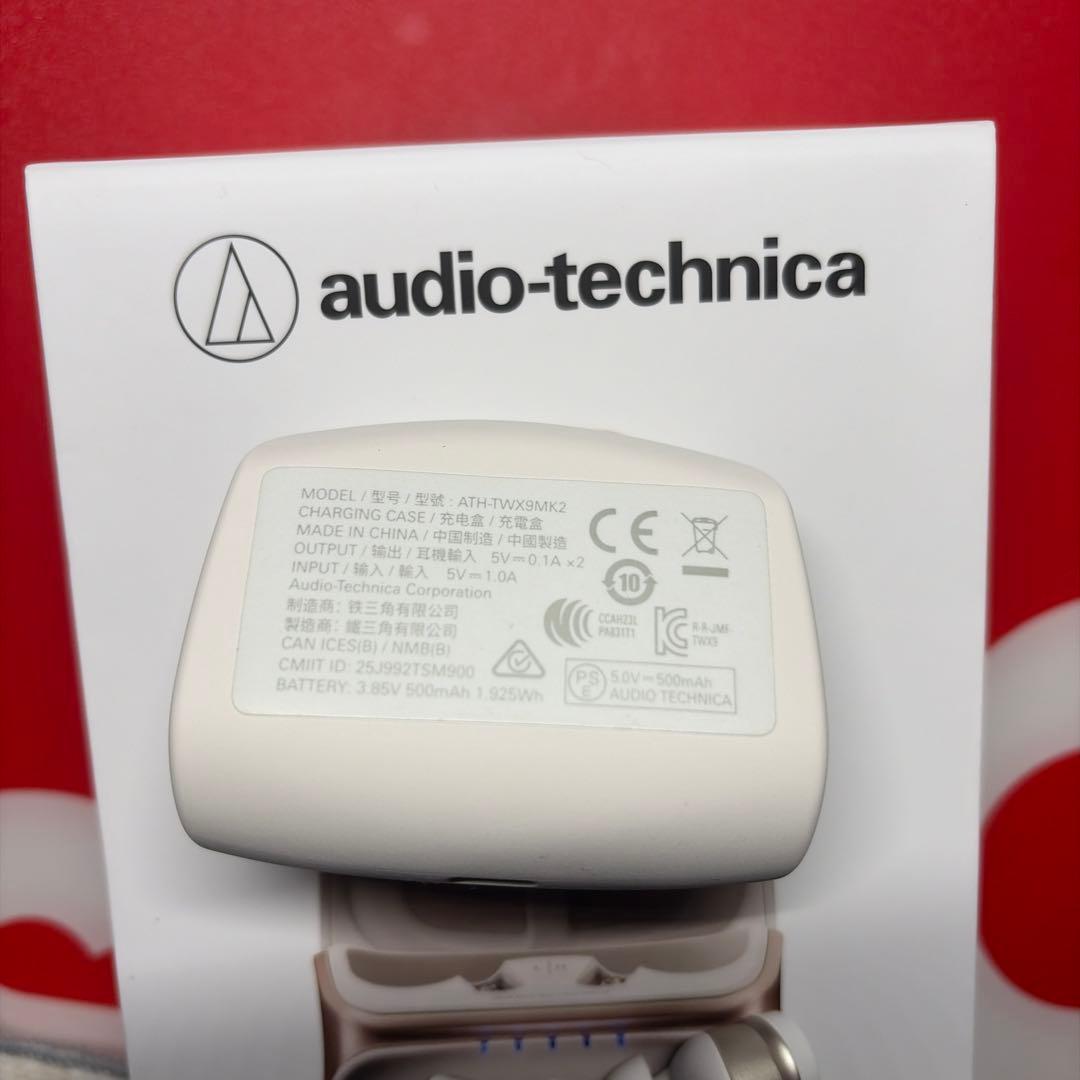 audio-technica
MODEL / 型号 / 型號 : ATH-TWX9MK2
CHARGING CASE / 充电盒 / 充電盒
MADE IN CHINA / 中国制造 / 中國製造
OUTPUT / 输出 / 耳機輸入 5V⎓0.1A ×2
INPUT / 输入 / 輸入 5V⎓1.0A
Audio-Technica Corporation
制造商: 铁三角有限公司
製造商: 鐵三角有限公司
CAN ICES(B) / NMB(B)
CMIIT ID: 25J992TSM900
BATTERY: 3.85V 500mAh 1.925Wh
CE
10
CCAH23L
PA831T1
KC
R-R-JMF-
TWX9
PS
E
5.0V⎓500mAh
AUDIO TECHNICA